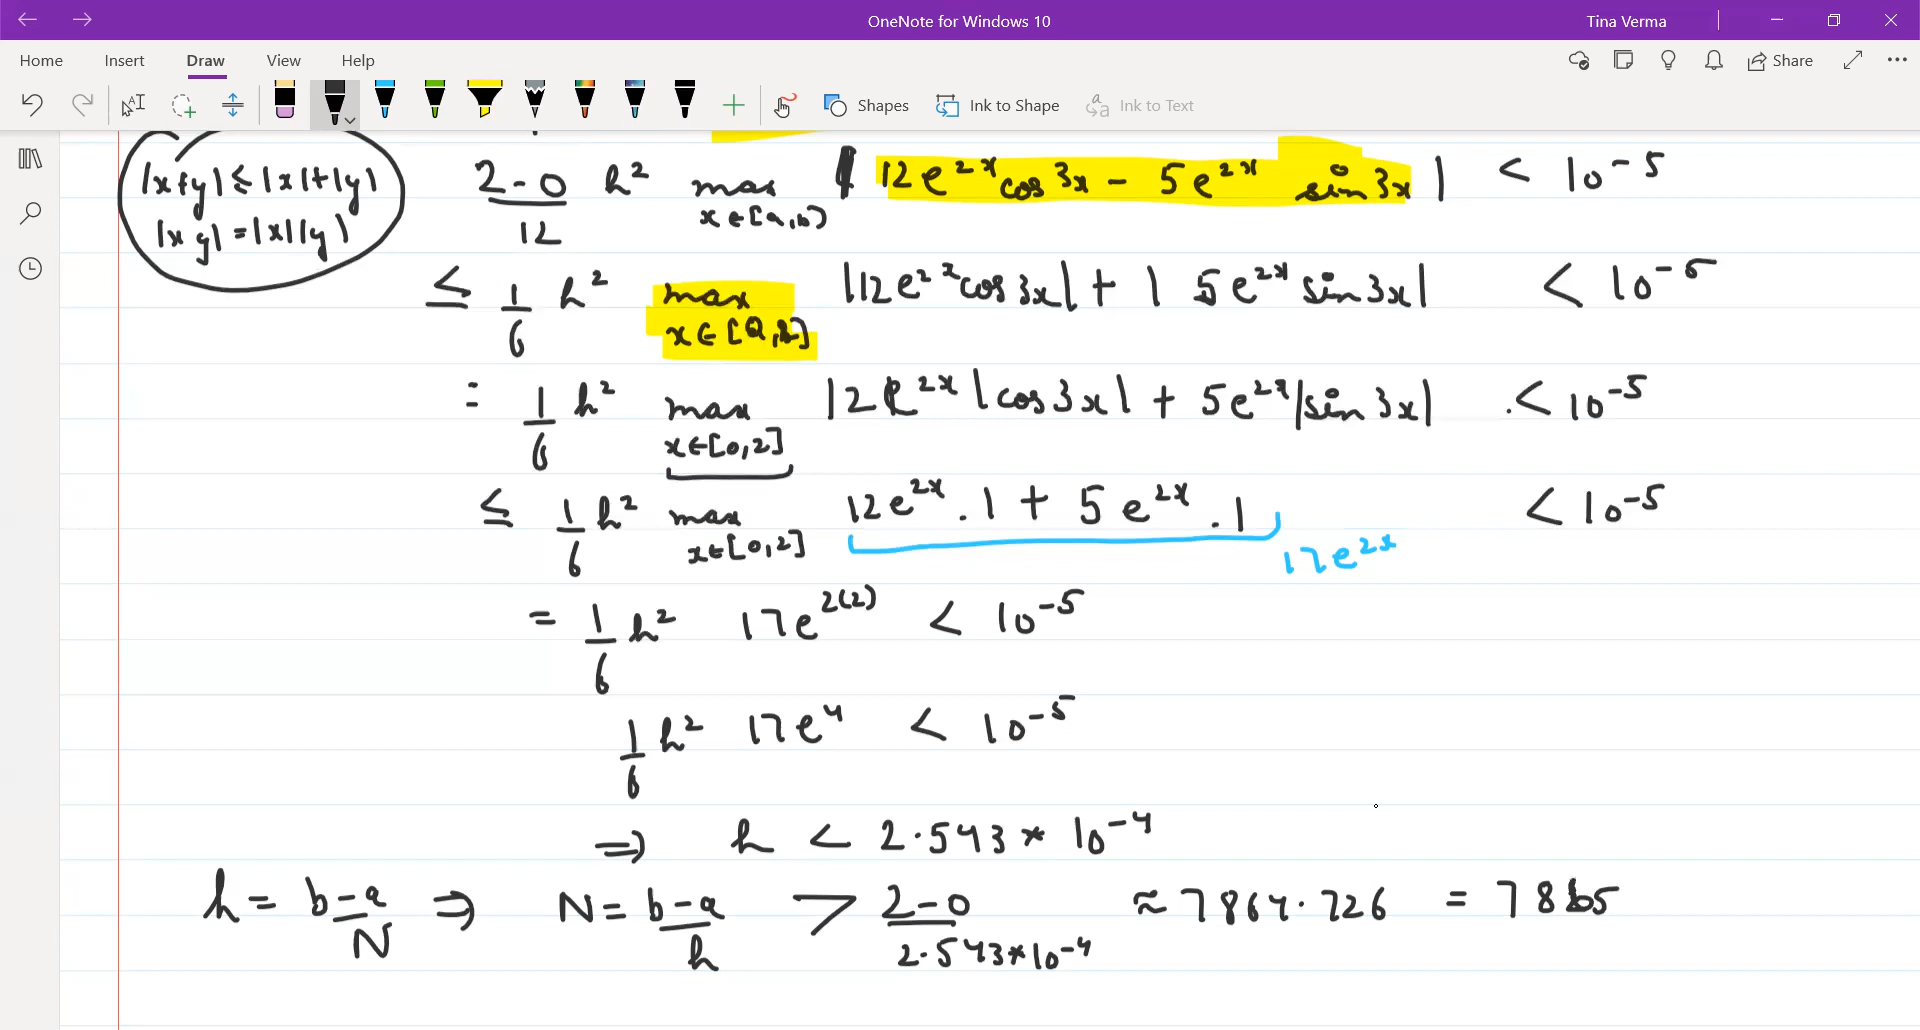 OneNote for Windows 10
Tina Verma
Home Insert Draw View Help
Share
Shapes Ink to Shape Ink to Text
|x+y| ≤ |x|+|y|
|x y| = |x||y|
2-0/12 h² max x∈[a,b] |12e^2x cos 3x - 5e^2x sin 3x| < 10^-5
≤ 1/6 h² max x∈[0,2] |12e^2x cos 3x| + |5e^2x sin 3x| < 10^-5
= 1/6 h² max x∈[0,2] 12e^2x |cos 3x| + 5e^2x |sin 3x| < 10^-5
≤ 1/6 h² max x∈[0,2] 12e^2x . 1 + 5e^2x . 1 < 10^-5
17e^2x
= 1/6 h² 17e^2(2) < 10^-5
1/6 h² 17e^4 < 10^-5
⇒ h < 2.543 * 10^-4
h = b-a/N ⇒ N = b-a/h > 2-0/2.543*10^-4 ≈ 7864.726 = 7865